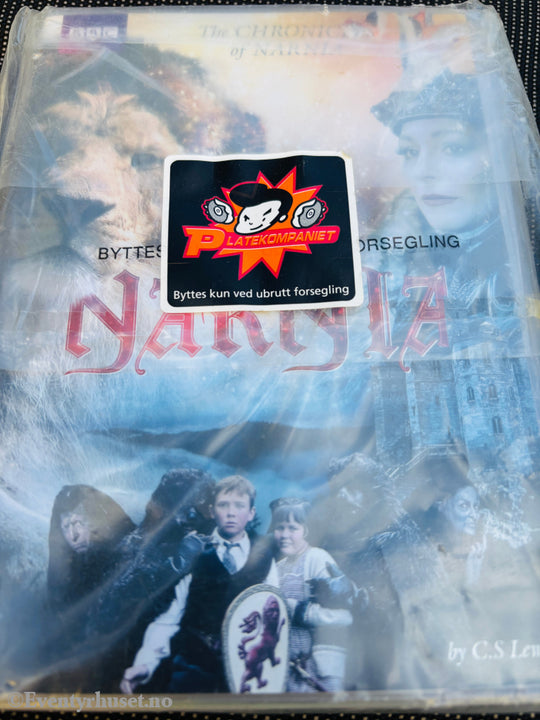 BBC
The CHRONICLES
of NARNIA
PLATEKOMPANIET
BYTTES FORSEGLING
Byttes kun ved ubrutt forsegling
NARNIA
by C.S Lew
© Eventyrhuset.no